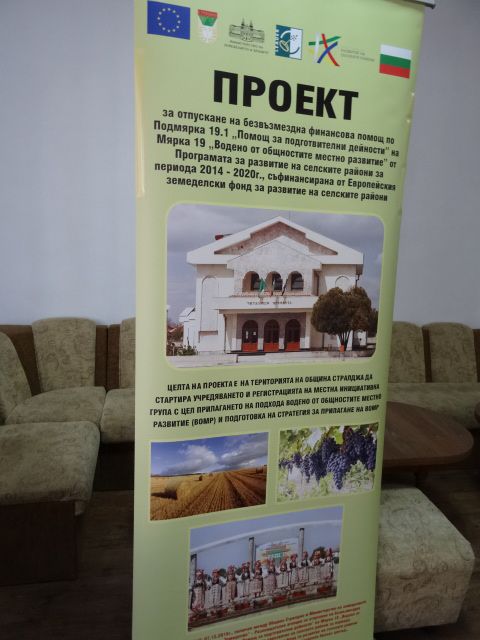 ПРОЕКТ
за отпускане на безвъзмездна финансова помощ по
Подмярка 19.1 „Помощ за подготвителни дейности" на
Мярка 19 „Водено от общностите местно развитие" от
Програмата за развитие на селските райони за
периода 2014 - 2020г., съфинансирана от Европейския
земеделски фонд за развитие на селските райони
ЦЕЛТА НА ПРОЕКТА Е НА ТЕРИТОРИЯТА НА ОБЩИНА СТРАЛДЖА ДА
СТАРТИРА УЧРЕДЯВАНЕТО И РЕГИСТРАЦИЯТА НА МЕСТНА ИНИЦИАТИВНА
ГРУПА С ЦЕЛ ПРИЛАГАНЕТО НА ПОДХОДА ВОДЕНО ОТ ОБЩНОСТИТЕ МЕСТНО
РАЗВИТИЕ (ВОМР) И ПОДГОТОВКА НА СТРАТЕГИЯ ЗА ПРИЛАГАНЕ НА ВОМР